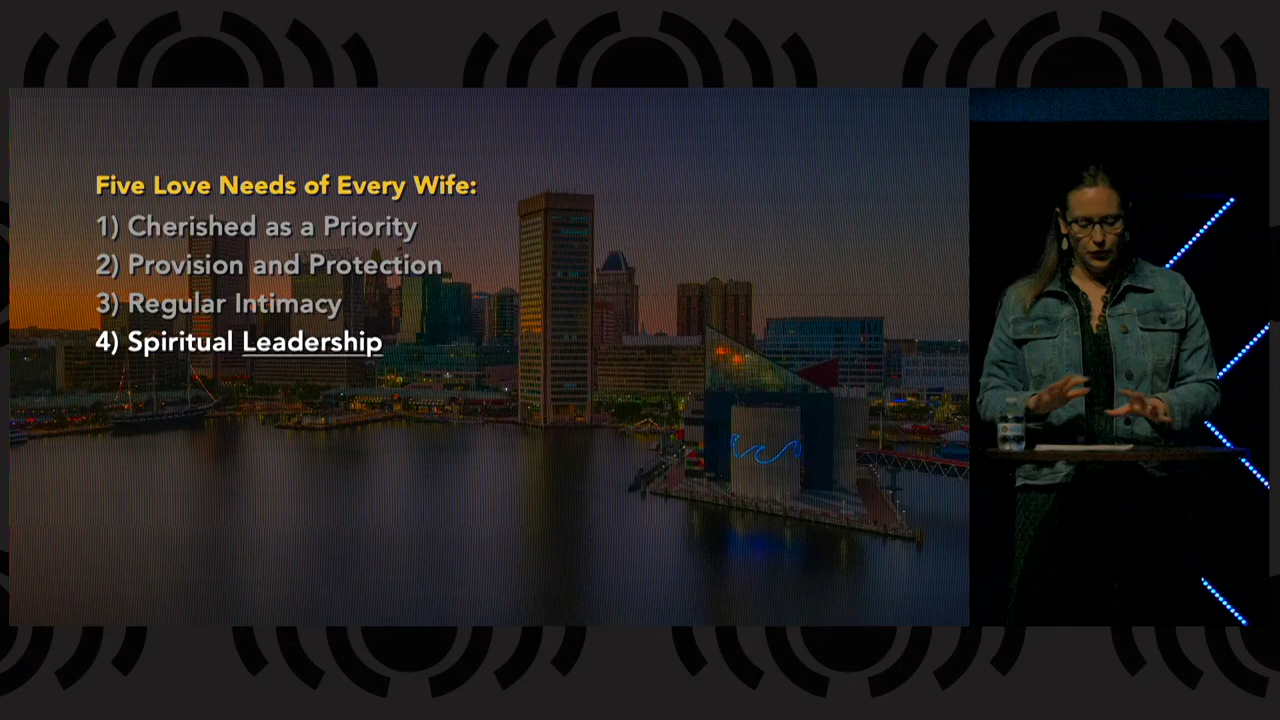 Five Love Needs of Every Wife:
1) Cherished as a Priority
2) Provision and Protection
3) Regular Intimacy
4) Spiritual Leadership